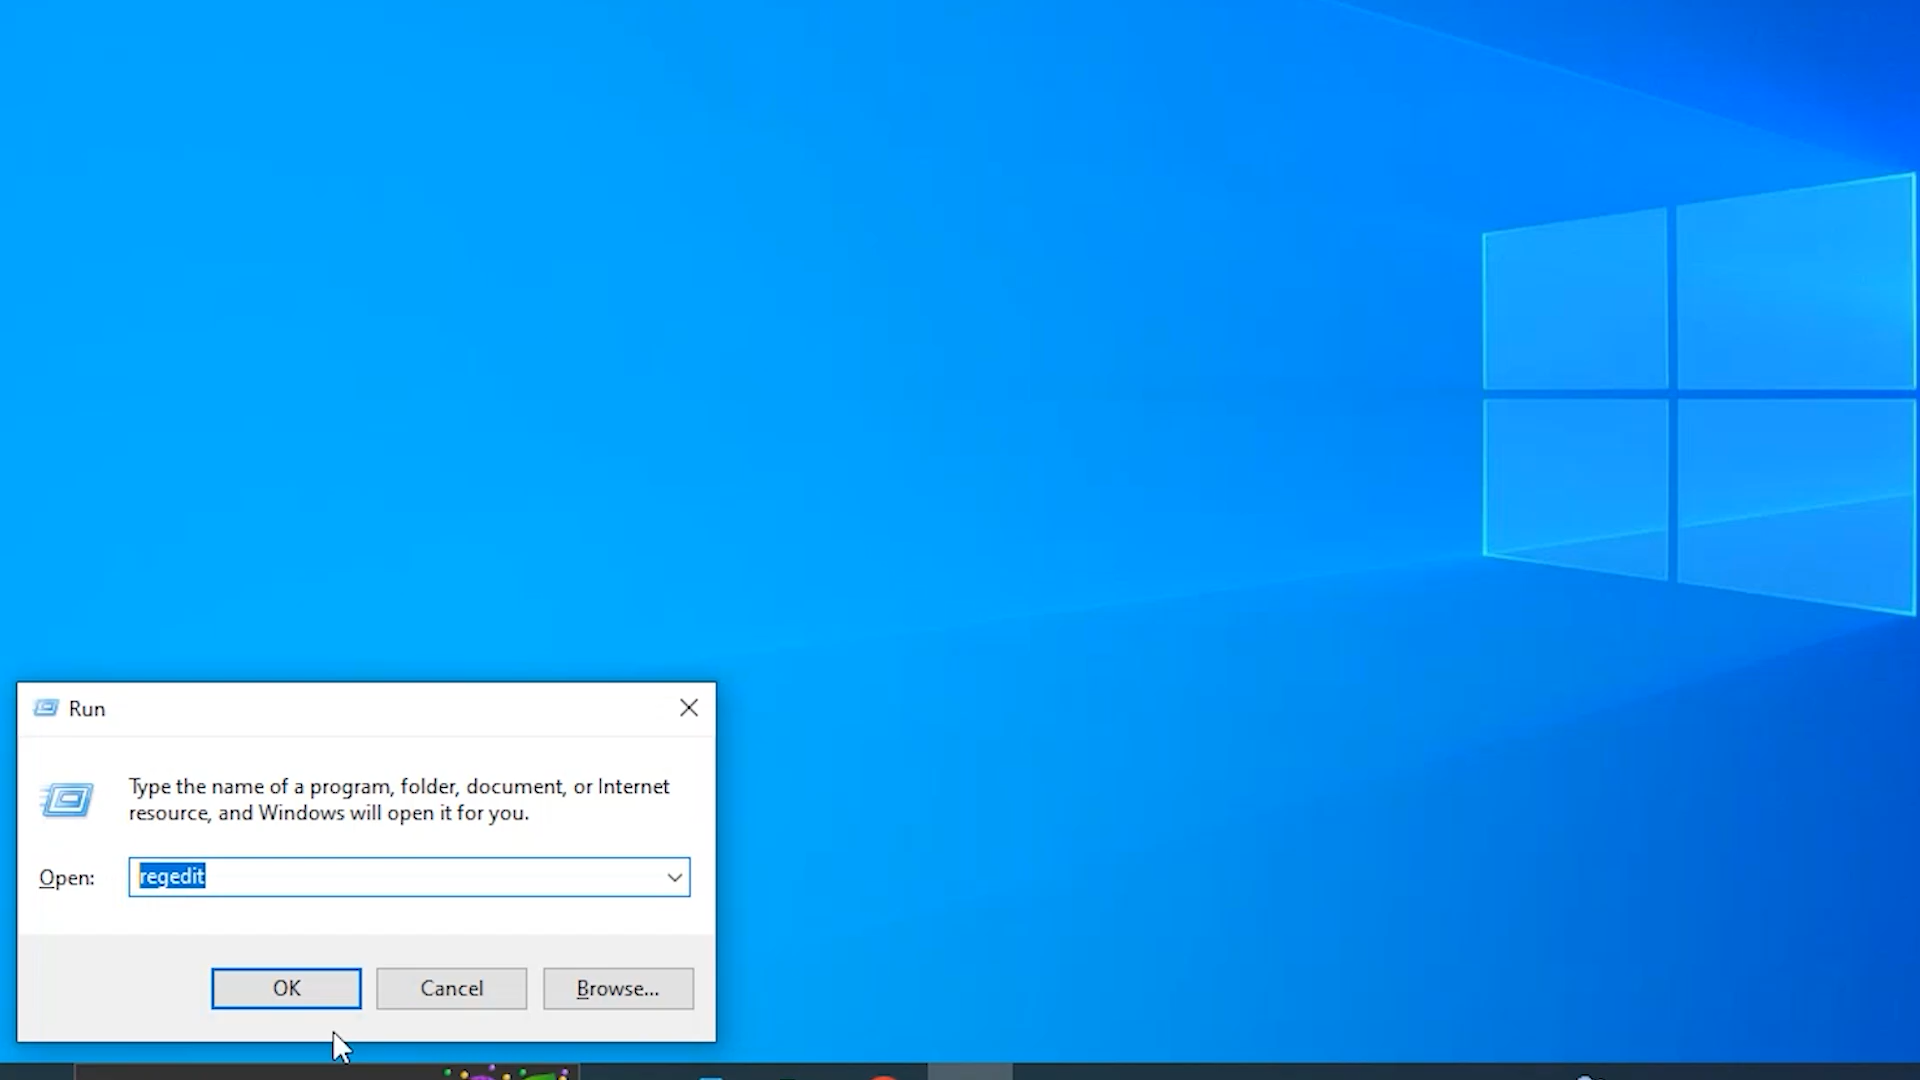 Run
Type the name of a program, folder, document, or Internet
resource, and Windows will open it for you.
Open: regedit
OK Cancel Browse...